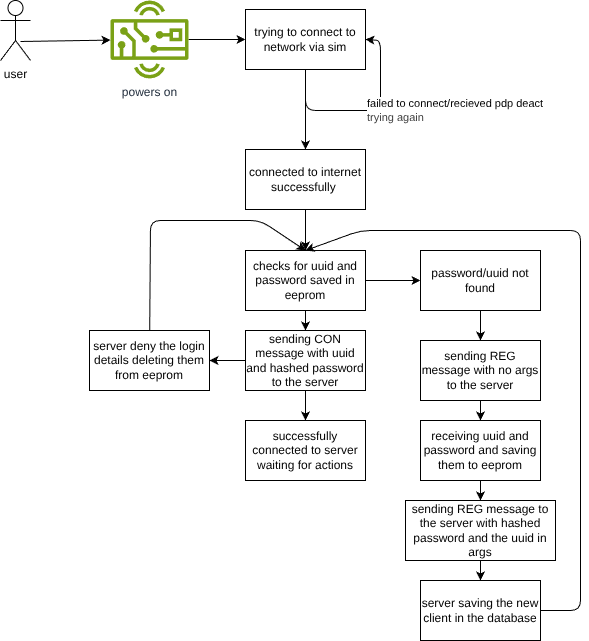 user
powers on
trying to connect to
network via sim
failed to connect/recieved pdp deact
trying again
connected to internet
successfully
checks for uuid and
password saved in
eeprom
password/uuid not
found
server deny the login
details deleting them
from eeprom
sending CON
message with uuid
and hashed password
to the server
sending REG
message with no args
to the server
successfully
connected to server
waiting for actions
receiving uuid and
password and saving
them to eeprom
sending REG message to
the server with hashed
password and the uuid in
args
server saving the new
client in the database